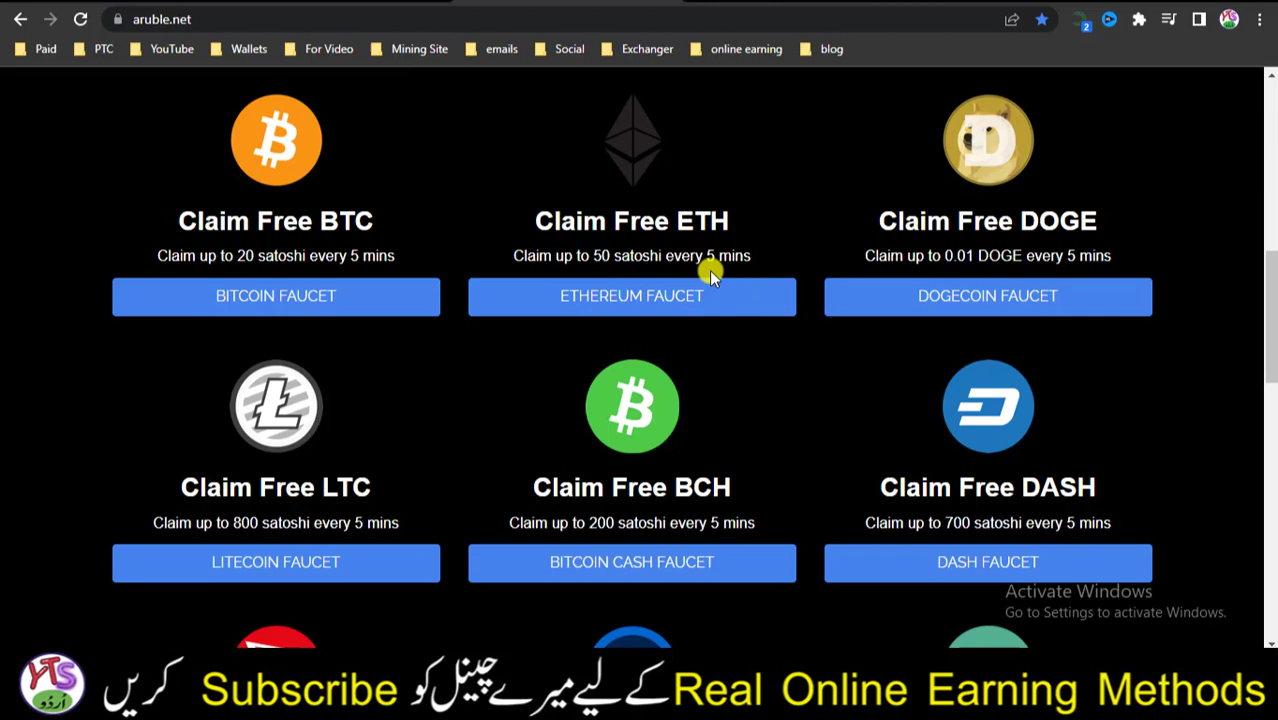 aruble.net
2
Paid PTC YouTube Wallets For Video Mining Site emails Social Exchanger online earning blog
Claim Free BTC
Claim up to 20 satoshi every 5 mins
BITCOIN FAUCET
Claim Free ETH
Claim up to 50 satoshi every 5 mins
ETHEREUM FAUCET
Claim Free DOGE
Claim up to 0.01 DOGE every 5 mins
DOGECOIN FAUCET
Claim Free LTC
Claim up to 800 satoshi every 5 mins
LITECOIN FAUCET
Claim Free BCH
Claim up to 200 satoshi every 5 mins
BITCOIN CASH FAUCET
Claim Free DASH
Claim up to 700 satoshi every 5 mins
DASH FAUCET
Activate Windows
Go to Settings to activate Windows.
YTS اُردُو
Real Online Earning Methods کے لیے میرے چینل کو Subscribe کریں